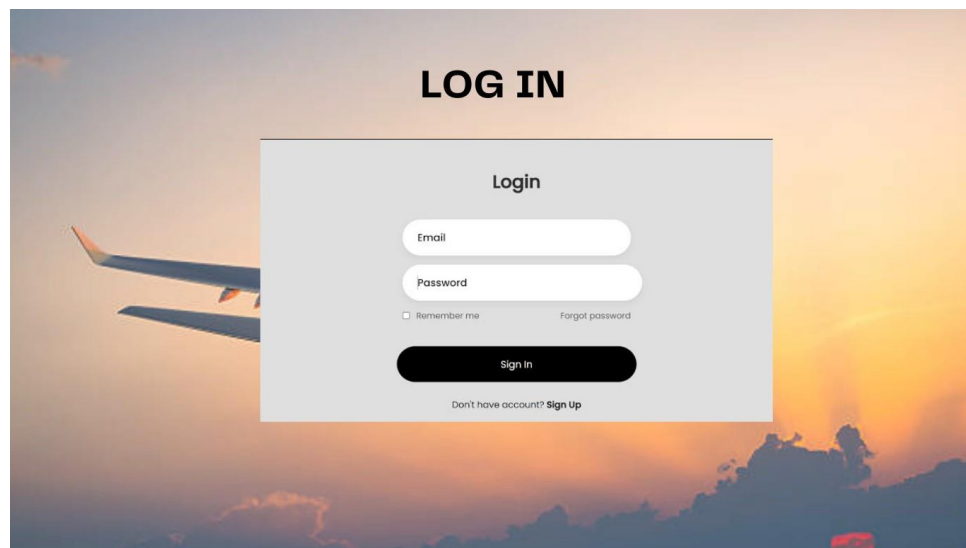 LOG IN
Login
Email
Password
Remember me Forgot password
Sign In
Don't have account? Sign Up